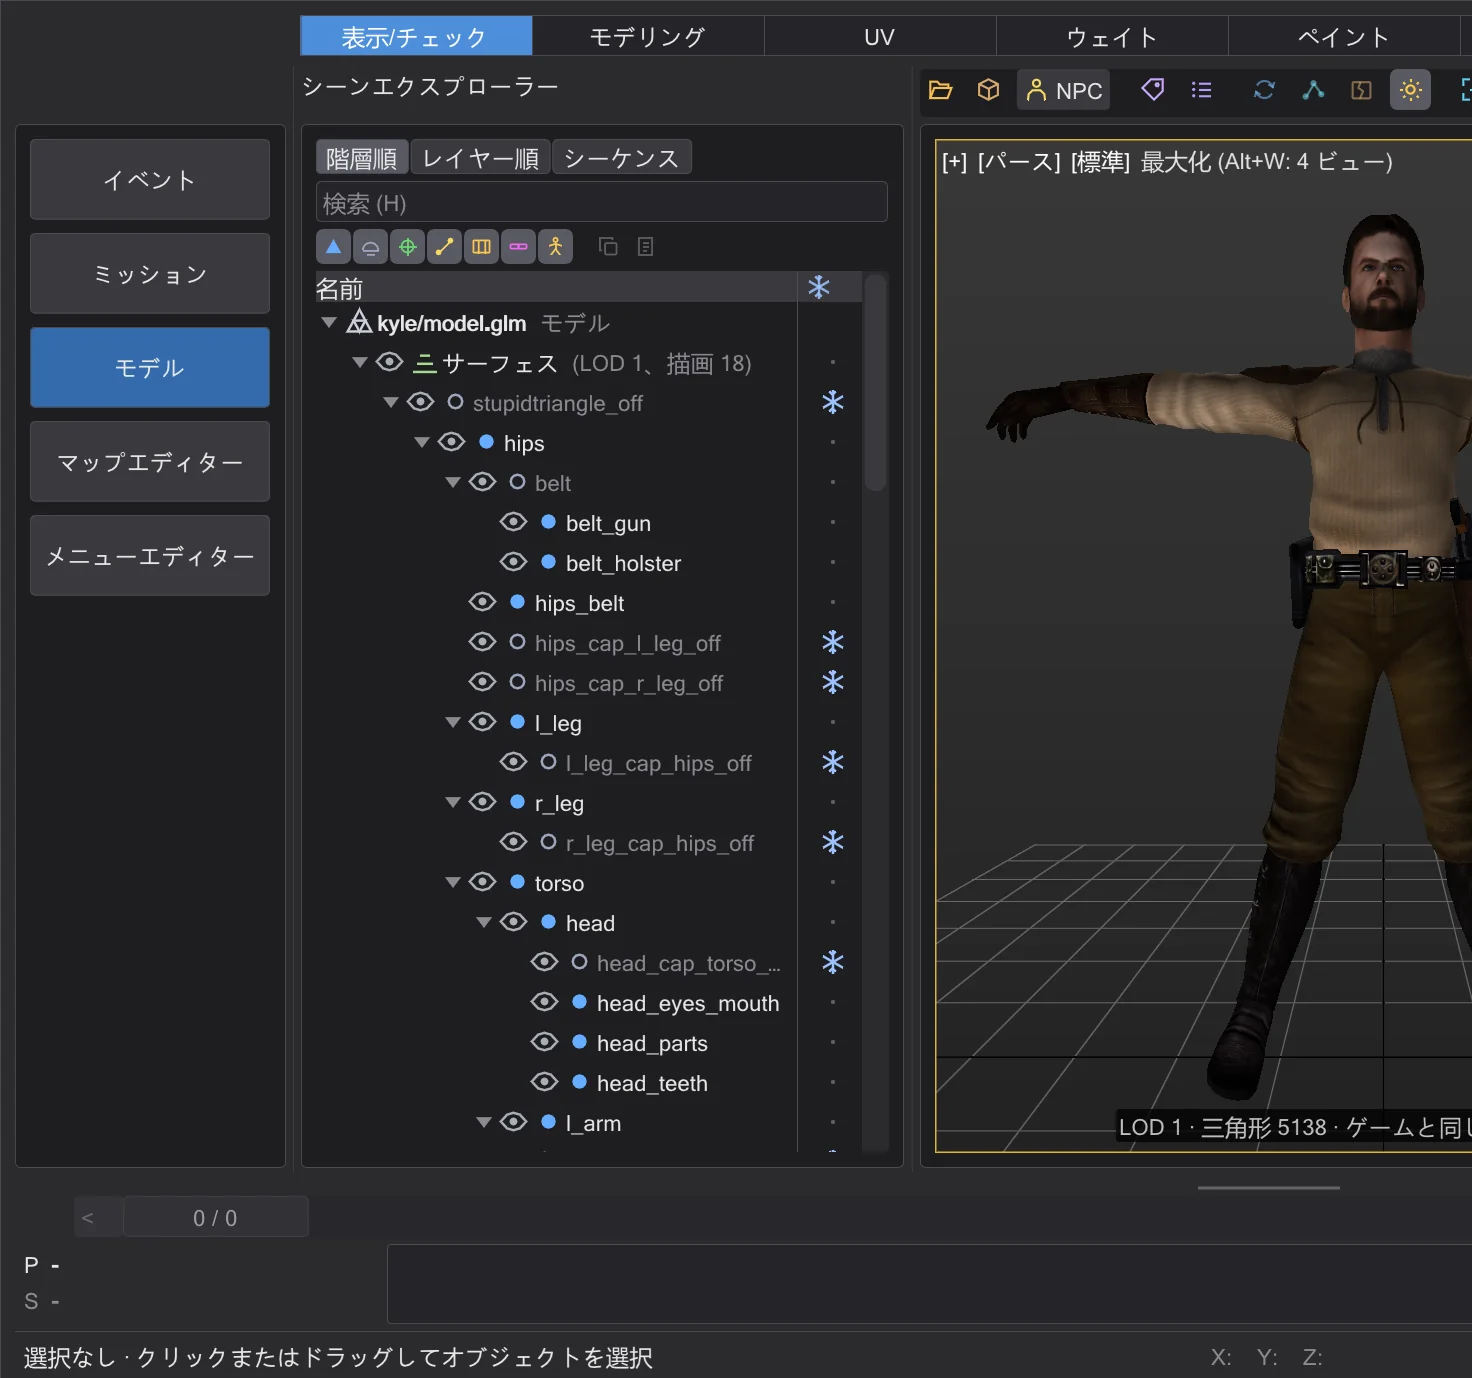 表示/チェック
モデリング
UV
ウェイト
ペイント
シーンエクスプローラー
NPC
イベント
ミッション
モデル
マップエディター
メニューエディター
階層順
レイヤー順
シーケンス
検索 (H)
名前
kyle/model.glm モデル
サーフェス (LOD 1、描画 18)
stupidtriangle_off
hips
belt
belt_gun
belt_holster
hips_belt
hips_cap_l_leg_off
hips_cap_r_leg_off
l_leg
l_leg_cap_hips_off
r_leg
r_leg_cap_hips_off
torso
head
head_cap_torso_...
head_eyes_mouth
head_parts
head_teeth
l_arm
[+] [パース] [標準] 最大化 (Alt+W: 4 ビュー)
LOD 1 · 三角形 5138 · ゲームと同じ
< 0 / 0
P -
S -
選択なし · クリックまたはドラッグしてオブジェクトを選択
X: Y: Z: